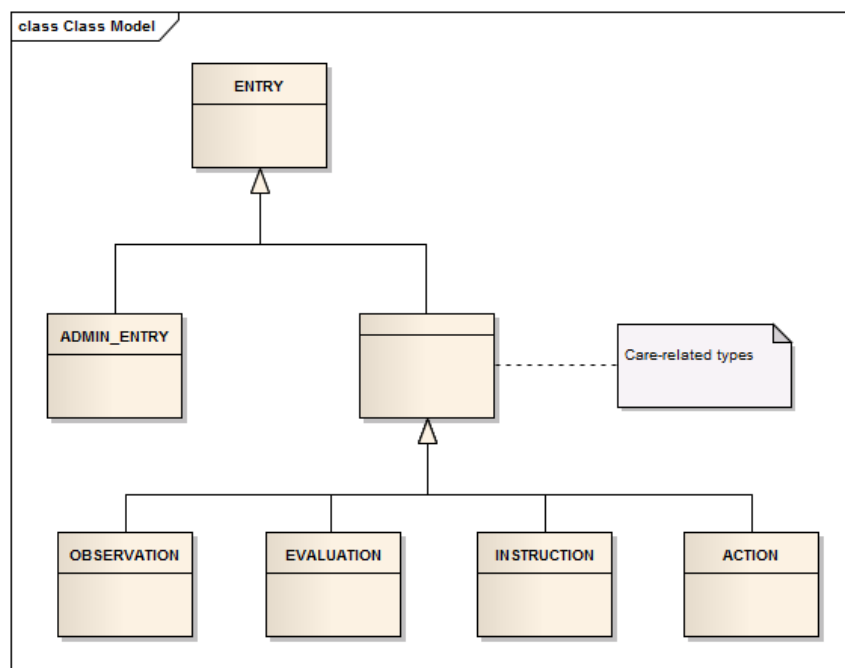 class Class Model
ENTRY
ADMIN_ENTRY
Care-related types
OBSERVATION
EVALUATION
INSTRUCTION
ACTION